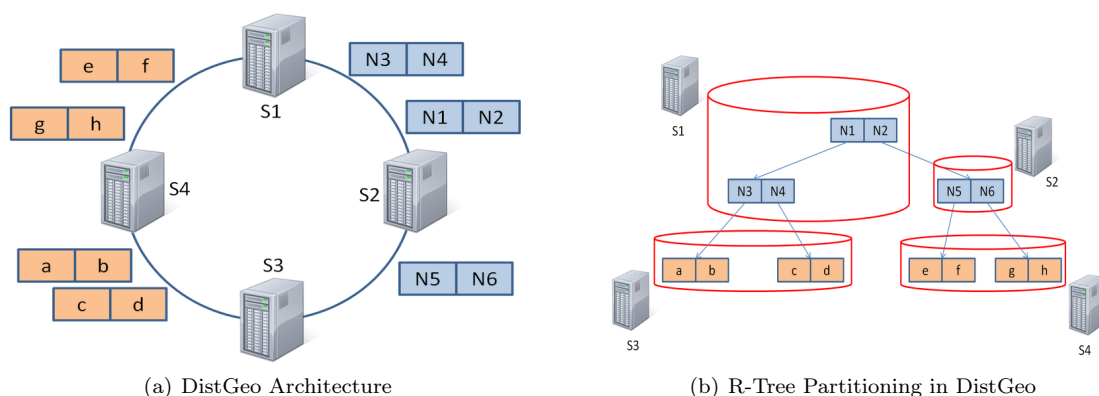 e f
S1
N3 N4
g h
N1 N2
S4
S2
a b
c d
S3
N5 N6
(a) DistGeo Architecture
S1
N1 N2
S2
N3 N4
N5 N6
a b
c d
e f
g h
S3
S4
(b) R-Tree Partitioning in DistGeo